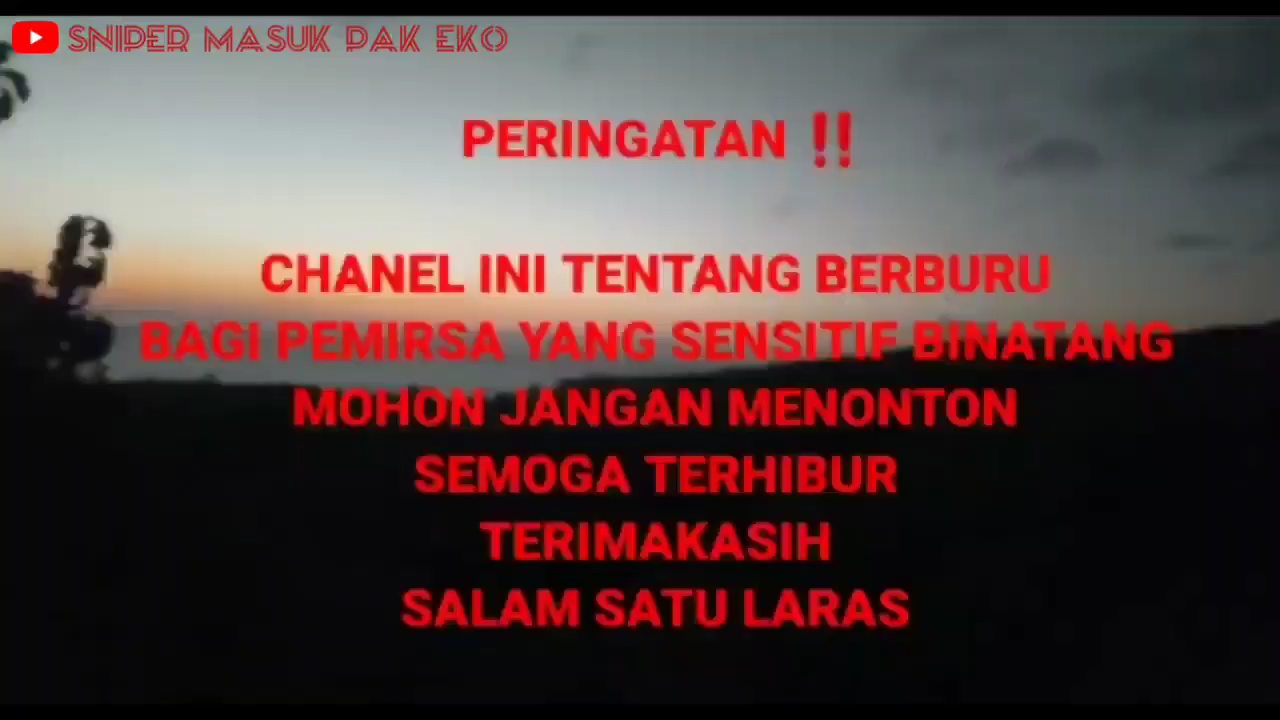 SNIPER MASUK PAK EKO
PERINGATAN ‼️
CHANEL INI TENTANG BERBURU
BAGI PEMIRSA YANG SENSITIF BINATANG
MOHON JANGAN MENONTON
SEMOGA TERHIBUR
TERIMAKASIH
SALAM SATU LARAS